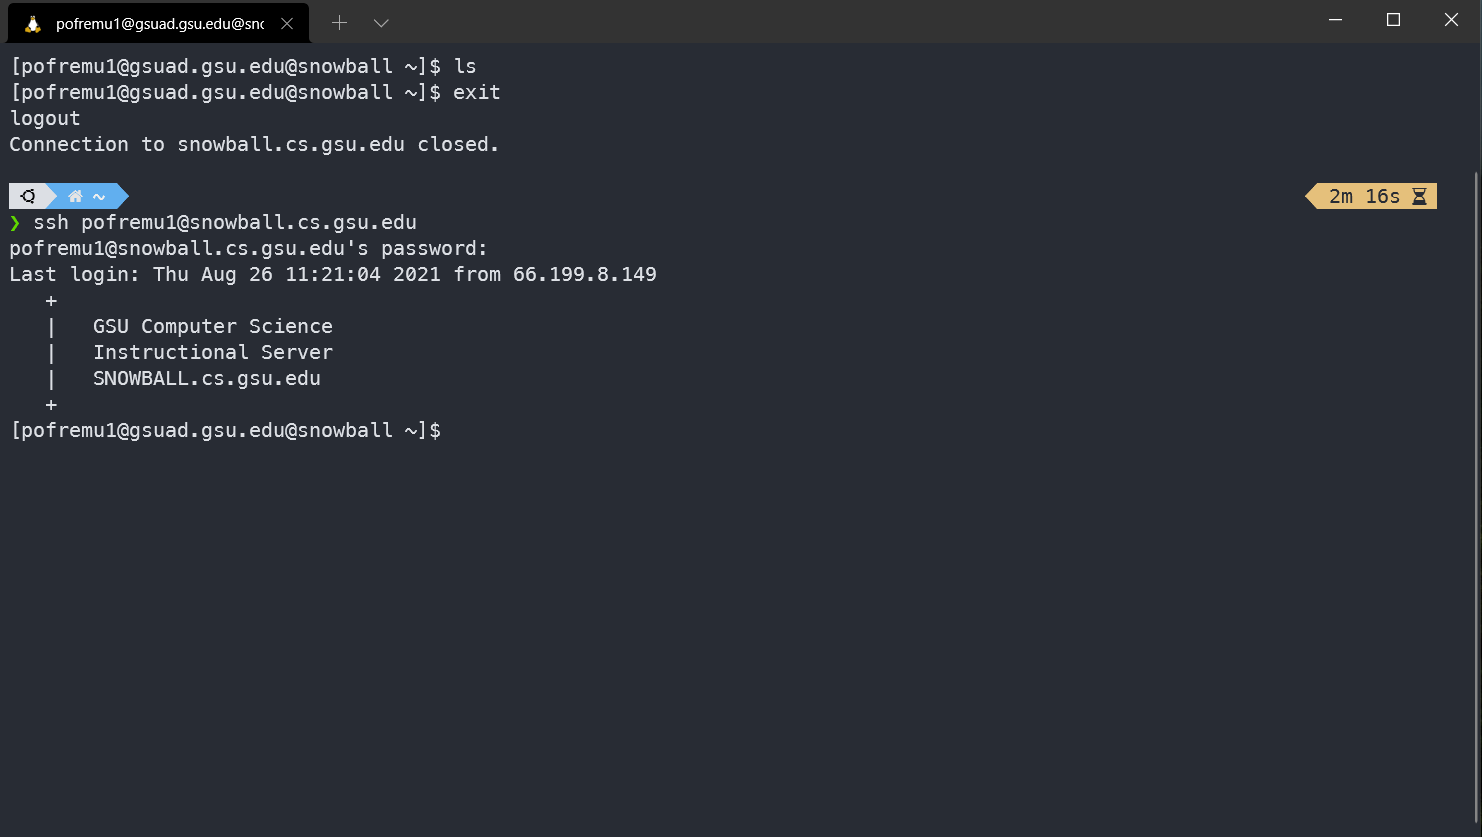 pofremu1@gsuad.gsu.edu@sno
[pofremu1@gsuad.gsu.edu@snowball ~]$ ls
[pofremu1@gsuad.gsu.edu@snowball ~]$ exit
logout
Connection to snowball.cs.gsu.edu closed.
~ 2m 16s
❯ ssh pofremu1@snowball.cs.gsu.edu
pofremu1@snowball.cs.gsu.edu's password:
Last login: Thu Aug 26 11:21:04 2021 from 66.199.8.149
+
|   GSU Computer Science
|   Instructional Server
|   SNOWBALL.cs.gsu.edu
+
[pofremu1@gsuad.gsu.edu@snowball ~]$